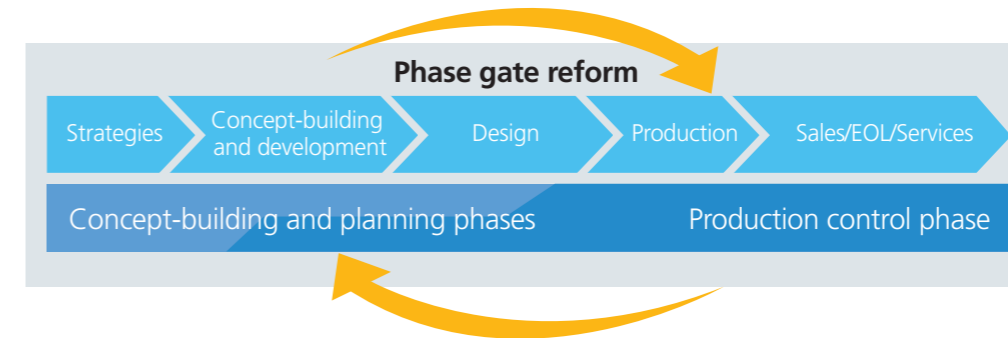 Phase gate reform
Strategies
Concept-building
and development
Design
Production
Sales/EOL/Services
Concept-building and planning phases
Production control phase